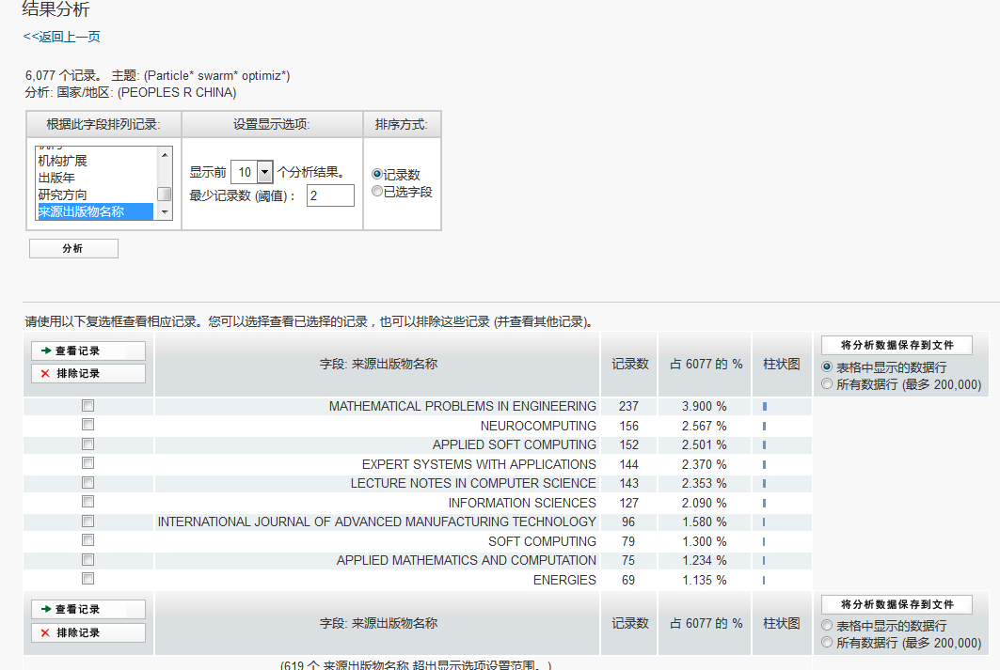 结果分析
<<返回上一页
6,077 个记录。 主题: (Particle* swarm* optimiz*)
分析: 国家/地区: (PEOPLES R CHINA)
根据此字段排列记录: 设置显示选项: 排序方式:
机构扩展
出版年
研究方向
来源出版物名称
显示前 10 个分析结果。
最少记录数 (阈值)： 2
记录数
已选字段
分析
请使用以下复选框查看相应记录。您可以选择查看已选择的记录，也可以排除这些记录 (并查看其他记录)。
查看记录
排除记录
字段: 来源出版物名称 记录数 占 6077 的 % 柱状图
将分析数据保存到文件
表格中显示的数据行
所有数据行 (最多 200,000)
MATHEMATICAL PROBLEMS IN ENGINEERING 237 3.900 %
NEUROCOMPUTING 156 2.567 %
APPLIED SOFT COMPUTING 152 2.501 %
EXPERT SYSTEMS WITH APPLICATIONS 144 2.370 %
LECTURE NOTES IN COMPUTER SCIENCE 143 2.353 %
INFORMATION SCIENCES 127 2.090 %
INTERNATIONAL JOURNAL OF ADVANCED MANUFACTURING TECHNOLOGY 96 1.580 %
SOFT COMPUTING 79 1.300 %
APPLIED MATHEMATICS AND COMPUTATION 75 1.234 %
ENERGIES 69 1.135 %
查看记录
排除记录
字段: 来源出版物名称 记录数 占 6077 的 % 柱状图
将分析数据保存到文件
表格中显示的数据行
所有数据行 (最多 200,000)
(619 个 来源出版物名称 超出显示选项设置范围。)